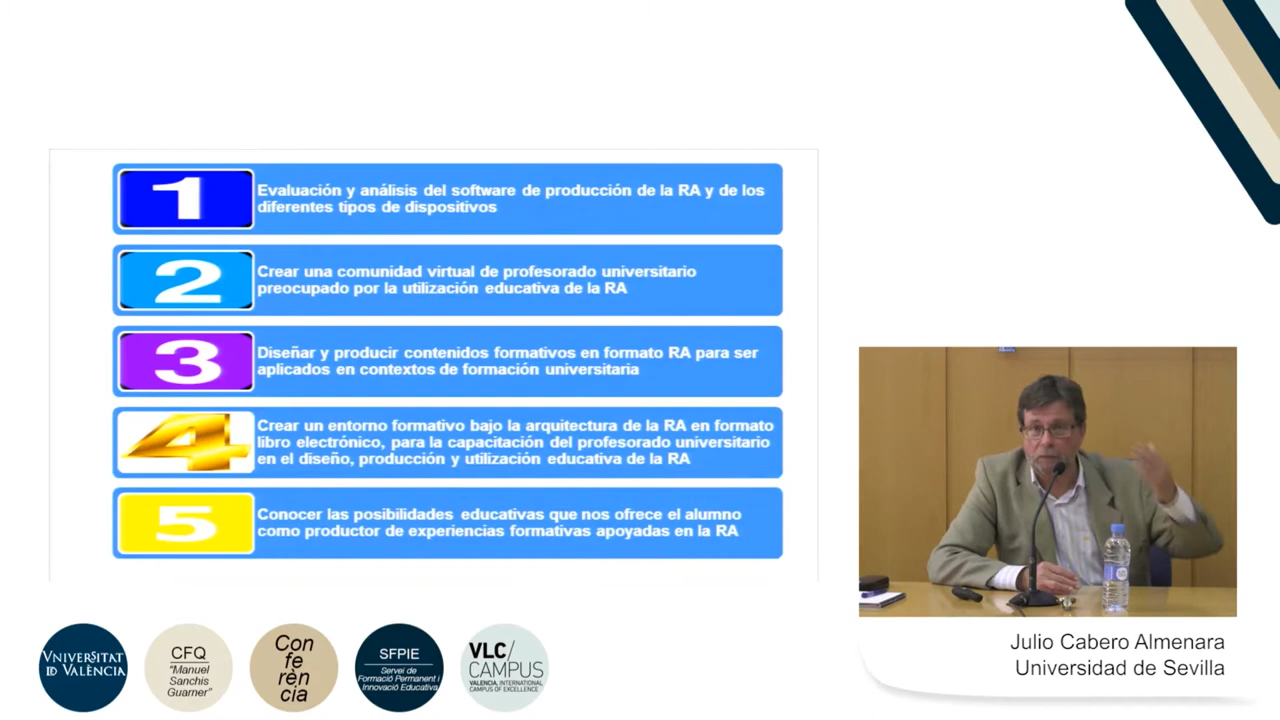 1
Evaluación y análisis del software de producción de la RA y de los
diferentes tipos de dispositivos
2
Crear una comunidad virtual de profesorado universitario
preocupado por la utilización educativa de la RA
3
Diseñar y producir contenidos formativos en formato RA para ser
aplicados en contextos de formación universitaria
4
Crear un entorno formativo bajo la arquitectura de la RA en formato
libro electrónico, para la capacitación del profesorado universitario
en el diseño, producción y utilización educativa de la RA
5
Conocer las posibilidades educativas que nos ofrece el alumno
como productor de experiencias formativas apoyadas en la RA
Julio Cabero Almenara
Universidad de Sevilla
VNIVERSITAT
ID VALÈNCIA
CFQ
"Manuel
Sanchis
Guarner"
Con
fe
rèn
cia
SFPIE
Servei de
Formació Permanent i
Innovació Educativa
VLC/
CAMPUS
VALENCIA, INTERNATIONAL
CAMPUS OF EXCELLENCE